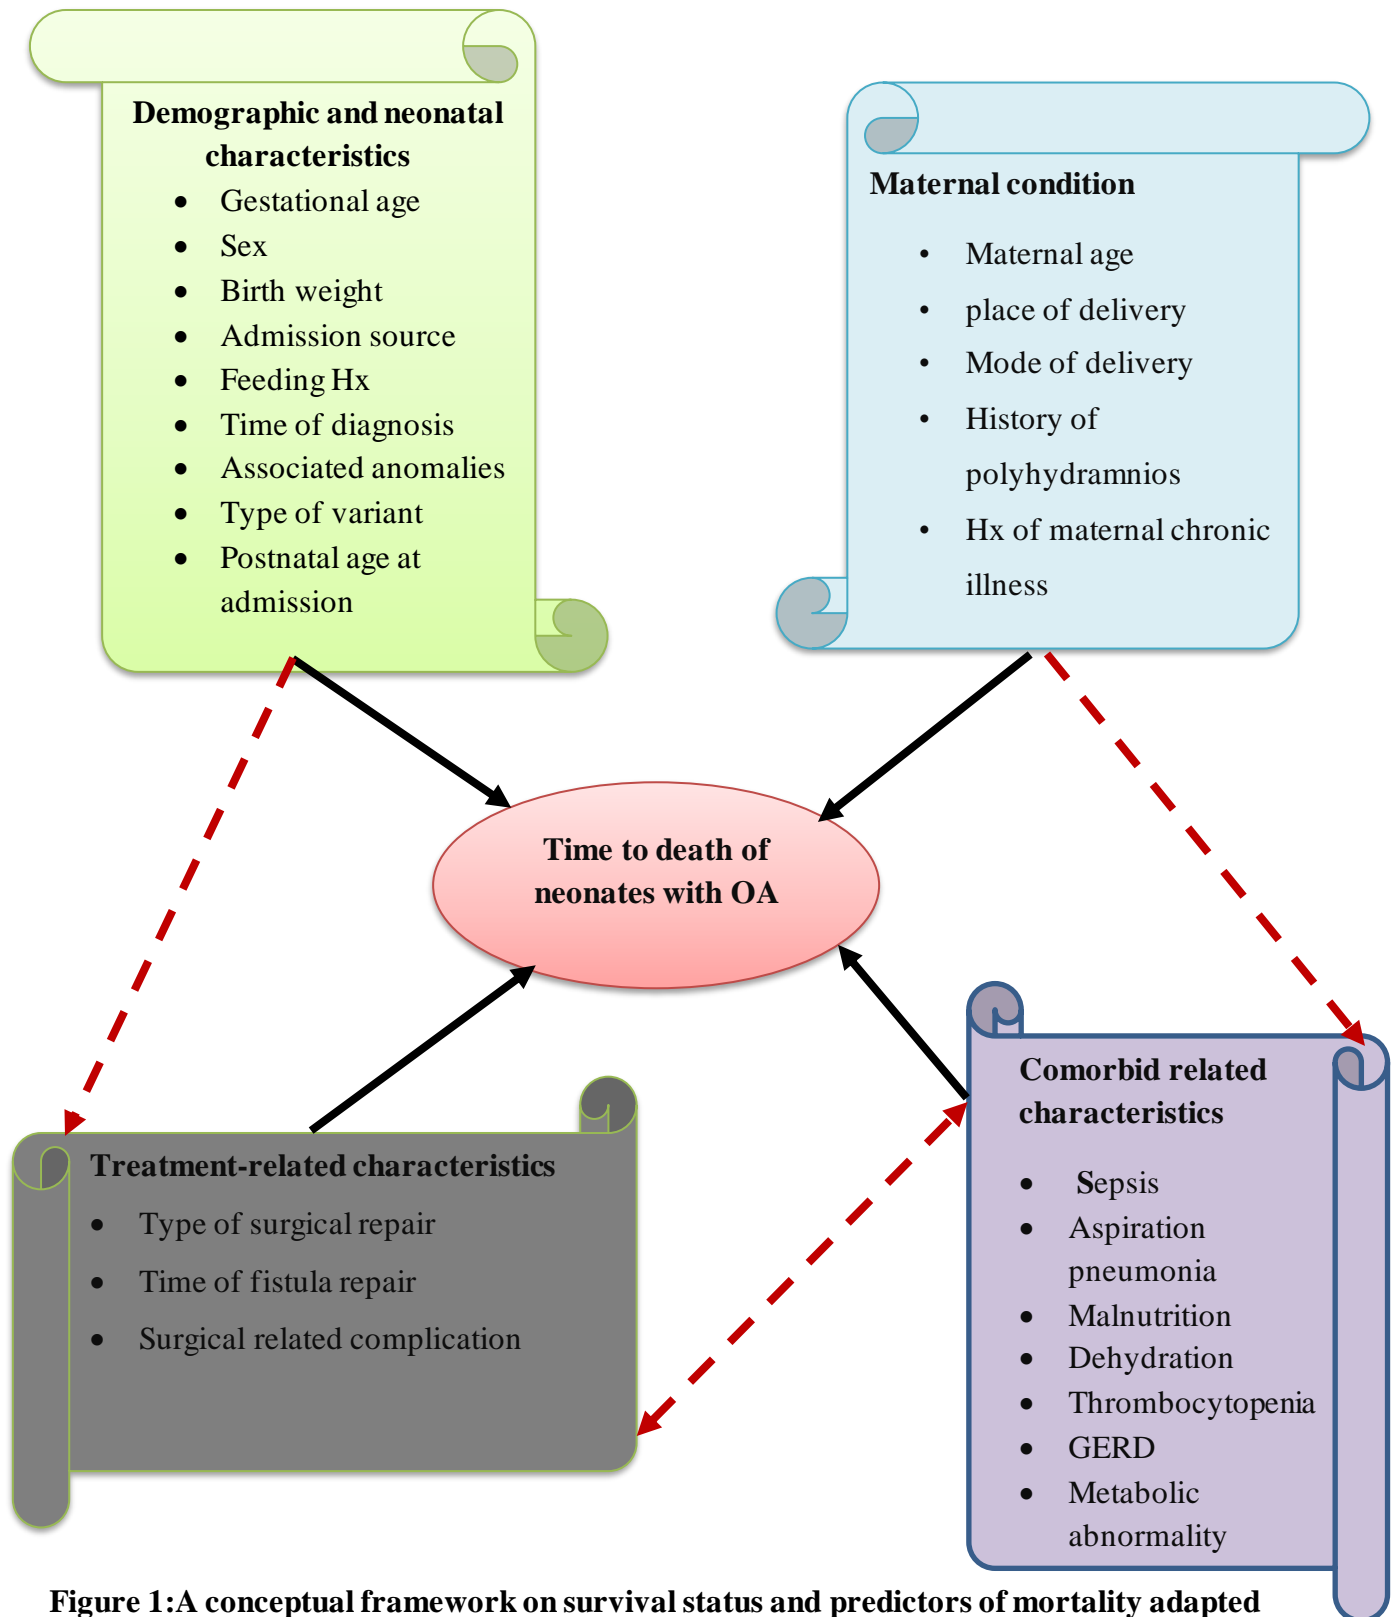 Demographic and neonatal
characteristics
• Gestational age
• Sex
• Birth weight
• Admission source
• Feeding Hx
• Time of diagnosis
• Associated anomalies
• Type of variant
• Postnatal age at
admission
Maternal condition
• Maternal age
• place of delivery
• Mode of delivery
• History of
polyhydramnios
• Hx of maternal chronic
illness
Time to death of
neonates with OA
Treatment-related characteristics
• Type of surgical repair
• Time of fistula repair
• Surgical related complication
Comorbid related
characteristics
• Sepsis
• Aspiration
pneumonia
• Malnutrition
• Dehydration
• Thrombocytopenia
• GERD
• Metabolic
abnormality
Figure 1:A conceptual framework on survival status and predictors of mortality adapted